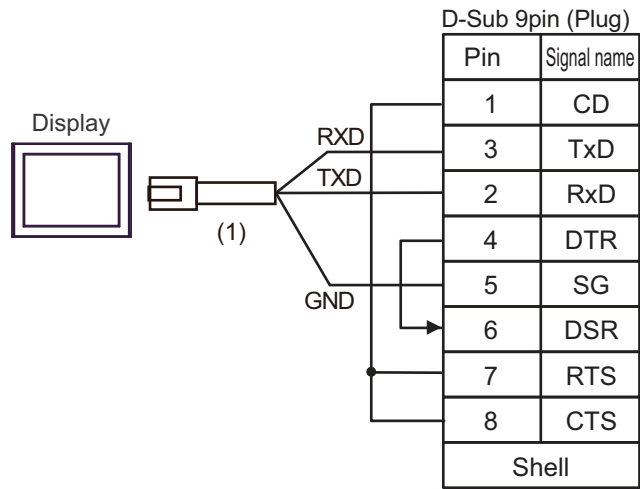 D-Sub 9pin (Plug)
Pin Signal name
1 CD
Display
RXD
3 TxD
TXD
2 RxD
(1)
4 DTR
GND
5 SG
6 DSR
7 RTS
8 CTS
Shell